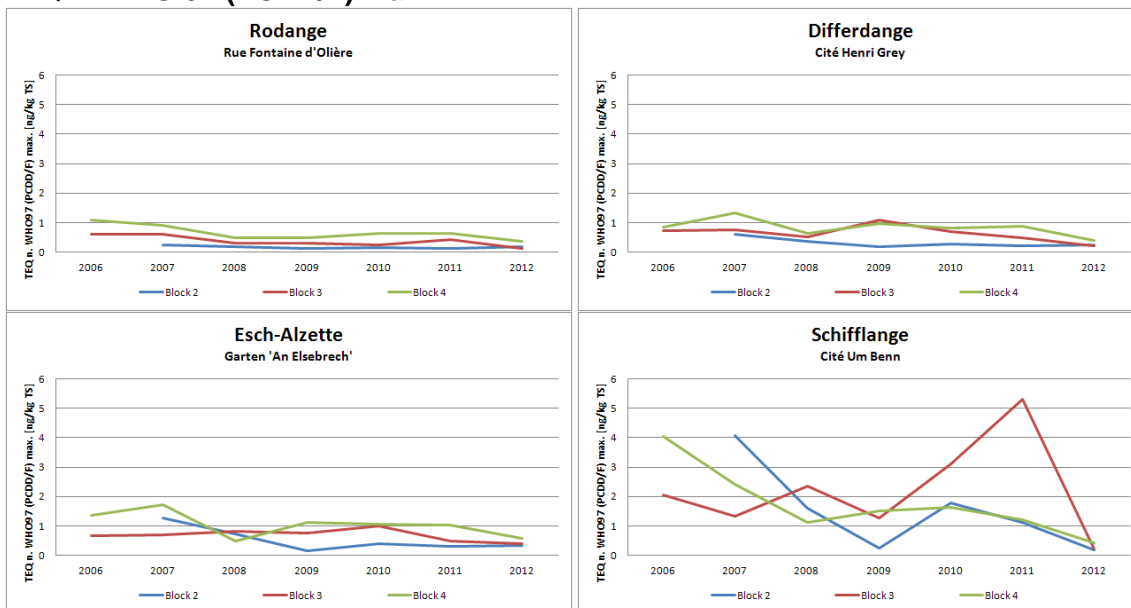 Rodange
Rue Fontaine d'Olière
TEQ n. WHO97 (PCDD/F) max. [ng/kg TS]
6
5
4
3
2
1
0
2006 2007 2008 2009 2010 2011 2012
Block 2 Block 3 Block 4
Differdange
Cité Henri Grey
TEQ n. WHO97 (PCDD/F) max. [ng/kg TS]
6
5
4
3
2
1
0
2006 2007 2008 2009 2010 2011 2012
Block 2 Block 3 Block 4
Esch-Alzette
Garten 'An Elsebrech'
TEQ n. WHO97 (PCDD/F) max. [ng/kg TS]
6
5
4
3
2
1
0
2006 2007 2008 2009 2010 2011 2012
Block 2 Block 3 Block 4
Schifflange
Cité Um Benn
TEQ n. WHO97 (PCDD/F) max. [ng/kg TS]
6
5
4
3
2
1
0
2006 2007 2008 2009 2010 2011 2012
Block 2 Block 3 Block 4